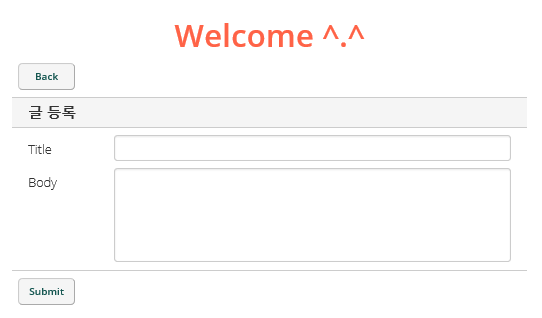 Welcome ^.^
Back
글 등록
Title
Body
Submit